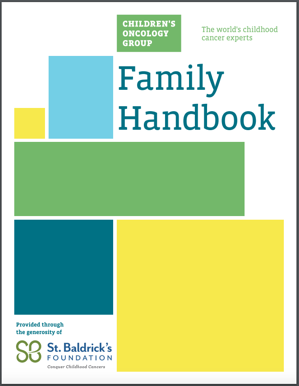 CHILDREN'S
ONCOLOGY
GROUP
The world's childhood
cancer experts
Family
Handbook
Provided through
the generosity of
St. Baldrick's
FOUNDATION
Conquer Childhood Cancers